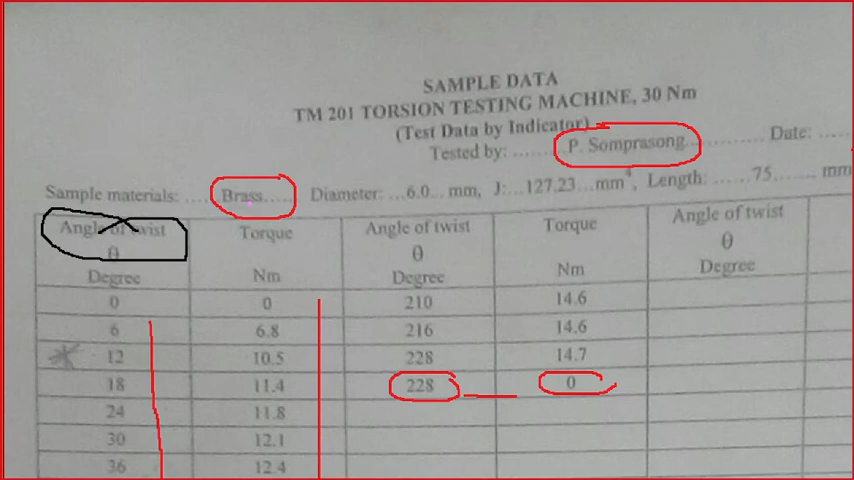 SAMPLE DATA
TM 201 TORSION TESTING MACHINE, 30 Nm
(Test Data by Indicator)
Tested by: .......P. Somprasong.............. Date: .....
Sample materials: .....Brass...... Diameter: ...6.0... mm, J:...127.23...mm⁴, Length: ......75....... mm
Angle of twist Torque Angle of twist Torque Angle of twist
θ θ θ
Degree Nm Degree Nm Degree
0 0 210 14.6
6 6.8 216 14.6
12 10.5 228 14.7
18 11.4 228 0
24 11.8
30 12.1
36 12.4